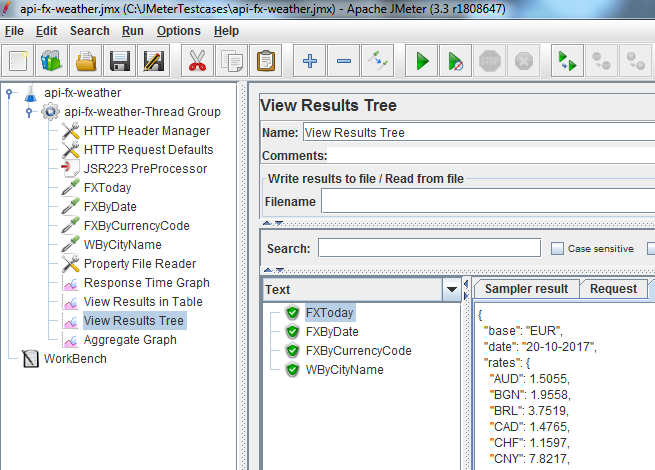 api-fx-weather.jmx (C:\JMeterTestcases\api-fx-weather.jmx) - Apache JMeter (3.3 r1808647)
File Edit Search Run Options Help
STOP
api-fx-weather
api-fx-weather-Thread Group
HTTP Header Manager
HTTP Request Defaults
JSR223 PreProcessor
FXToday
FXByDate
FXByCurrencyCode
WByCityName
Property File Reader
Response Time Graph
View Results in Table
View Results Tree
Aggregate Graph
WorkBench
View Results Tree
Name: View Results Tree
Comments:
Write results to file / Read from file
Filename
Search: Case sensitive
Text
FXToday
FXByDate
FXByCurrencyCode
WByCityName
Sampler result Request
{
"base": "EUR",
"date": "20-10-2017",
"rates": {
"AUD": 1.5055,
"BGN": 1.9558,
"BRL": 3.7519,
"CAD": 1.4765,
"CHF": 1.1597,
"CNY": 7.8217,